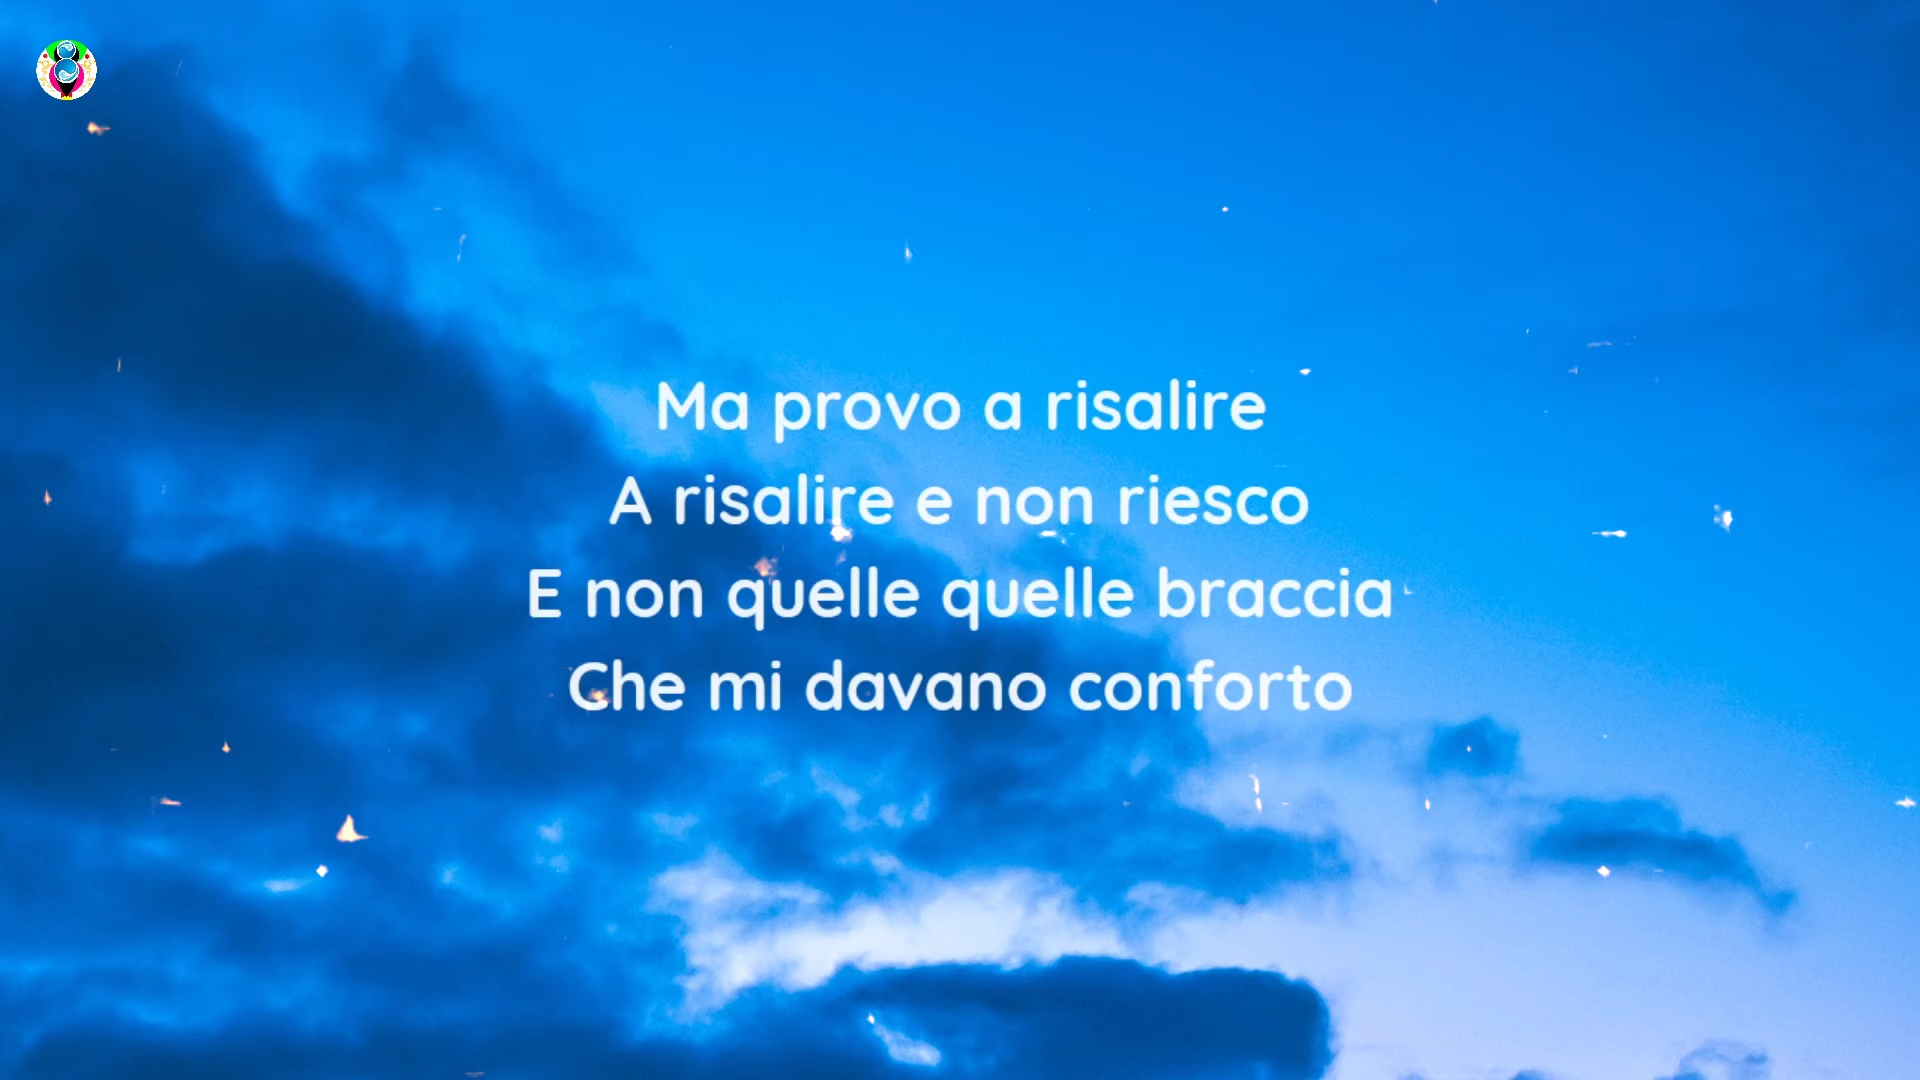 Ma provo a risalire
A risalire e non riesco
E non quelle quelle braccia
Che mi davano conforto